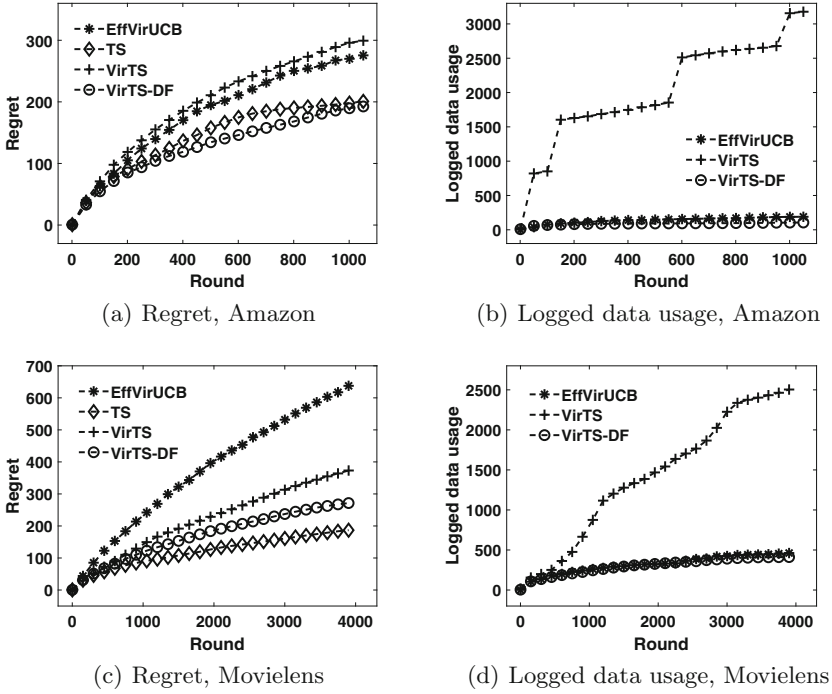 300
200
100
0
Regret
EffVirUCB
TS
VirTS
VirTS-DF
0 200 400 600 800 1000
Round
(a) Regret, Amazon
3000
2500
2000
1500
1000
500
0
Logged data usage
EffVirUCB
VirTS
VirTS-DF
0 200 400 600 800 1000
Round
(b) Logged data usage, Amazon
700
600
500
400
300
200
100
0
Regret
EffVirUCB
TS
VirTS
VirTS-DF
0 1000 2000 3000 4000
Round
(c) Regret, Movielens
2500
2000
1500
1000
500
0
Logged data usage
EffVirUCB
VirTS
VirTS-DF
0 1000 2000 3000 4000
Round
(d) Logged data usage, Movielens